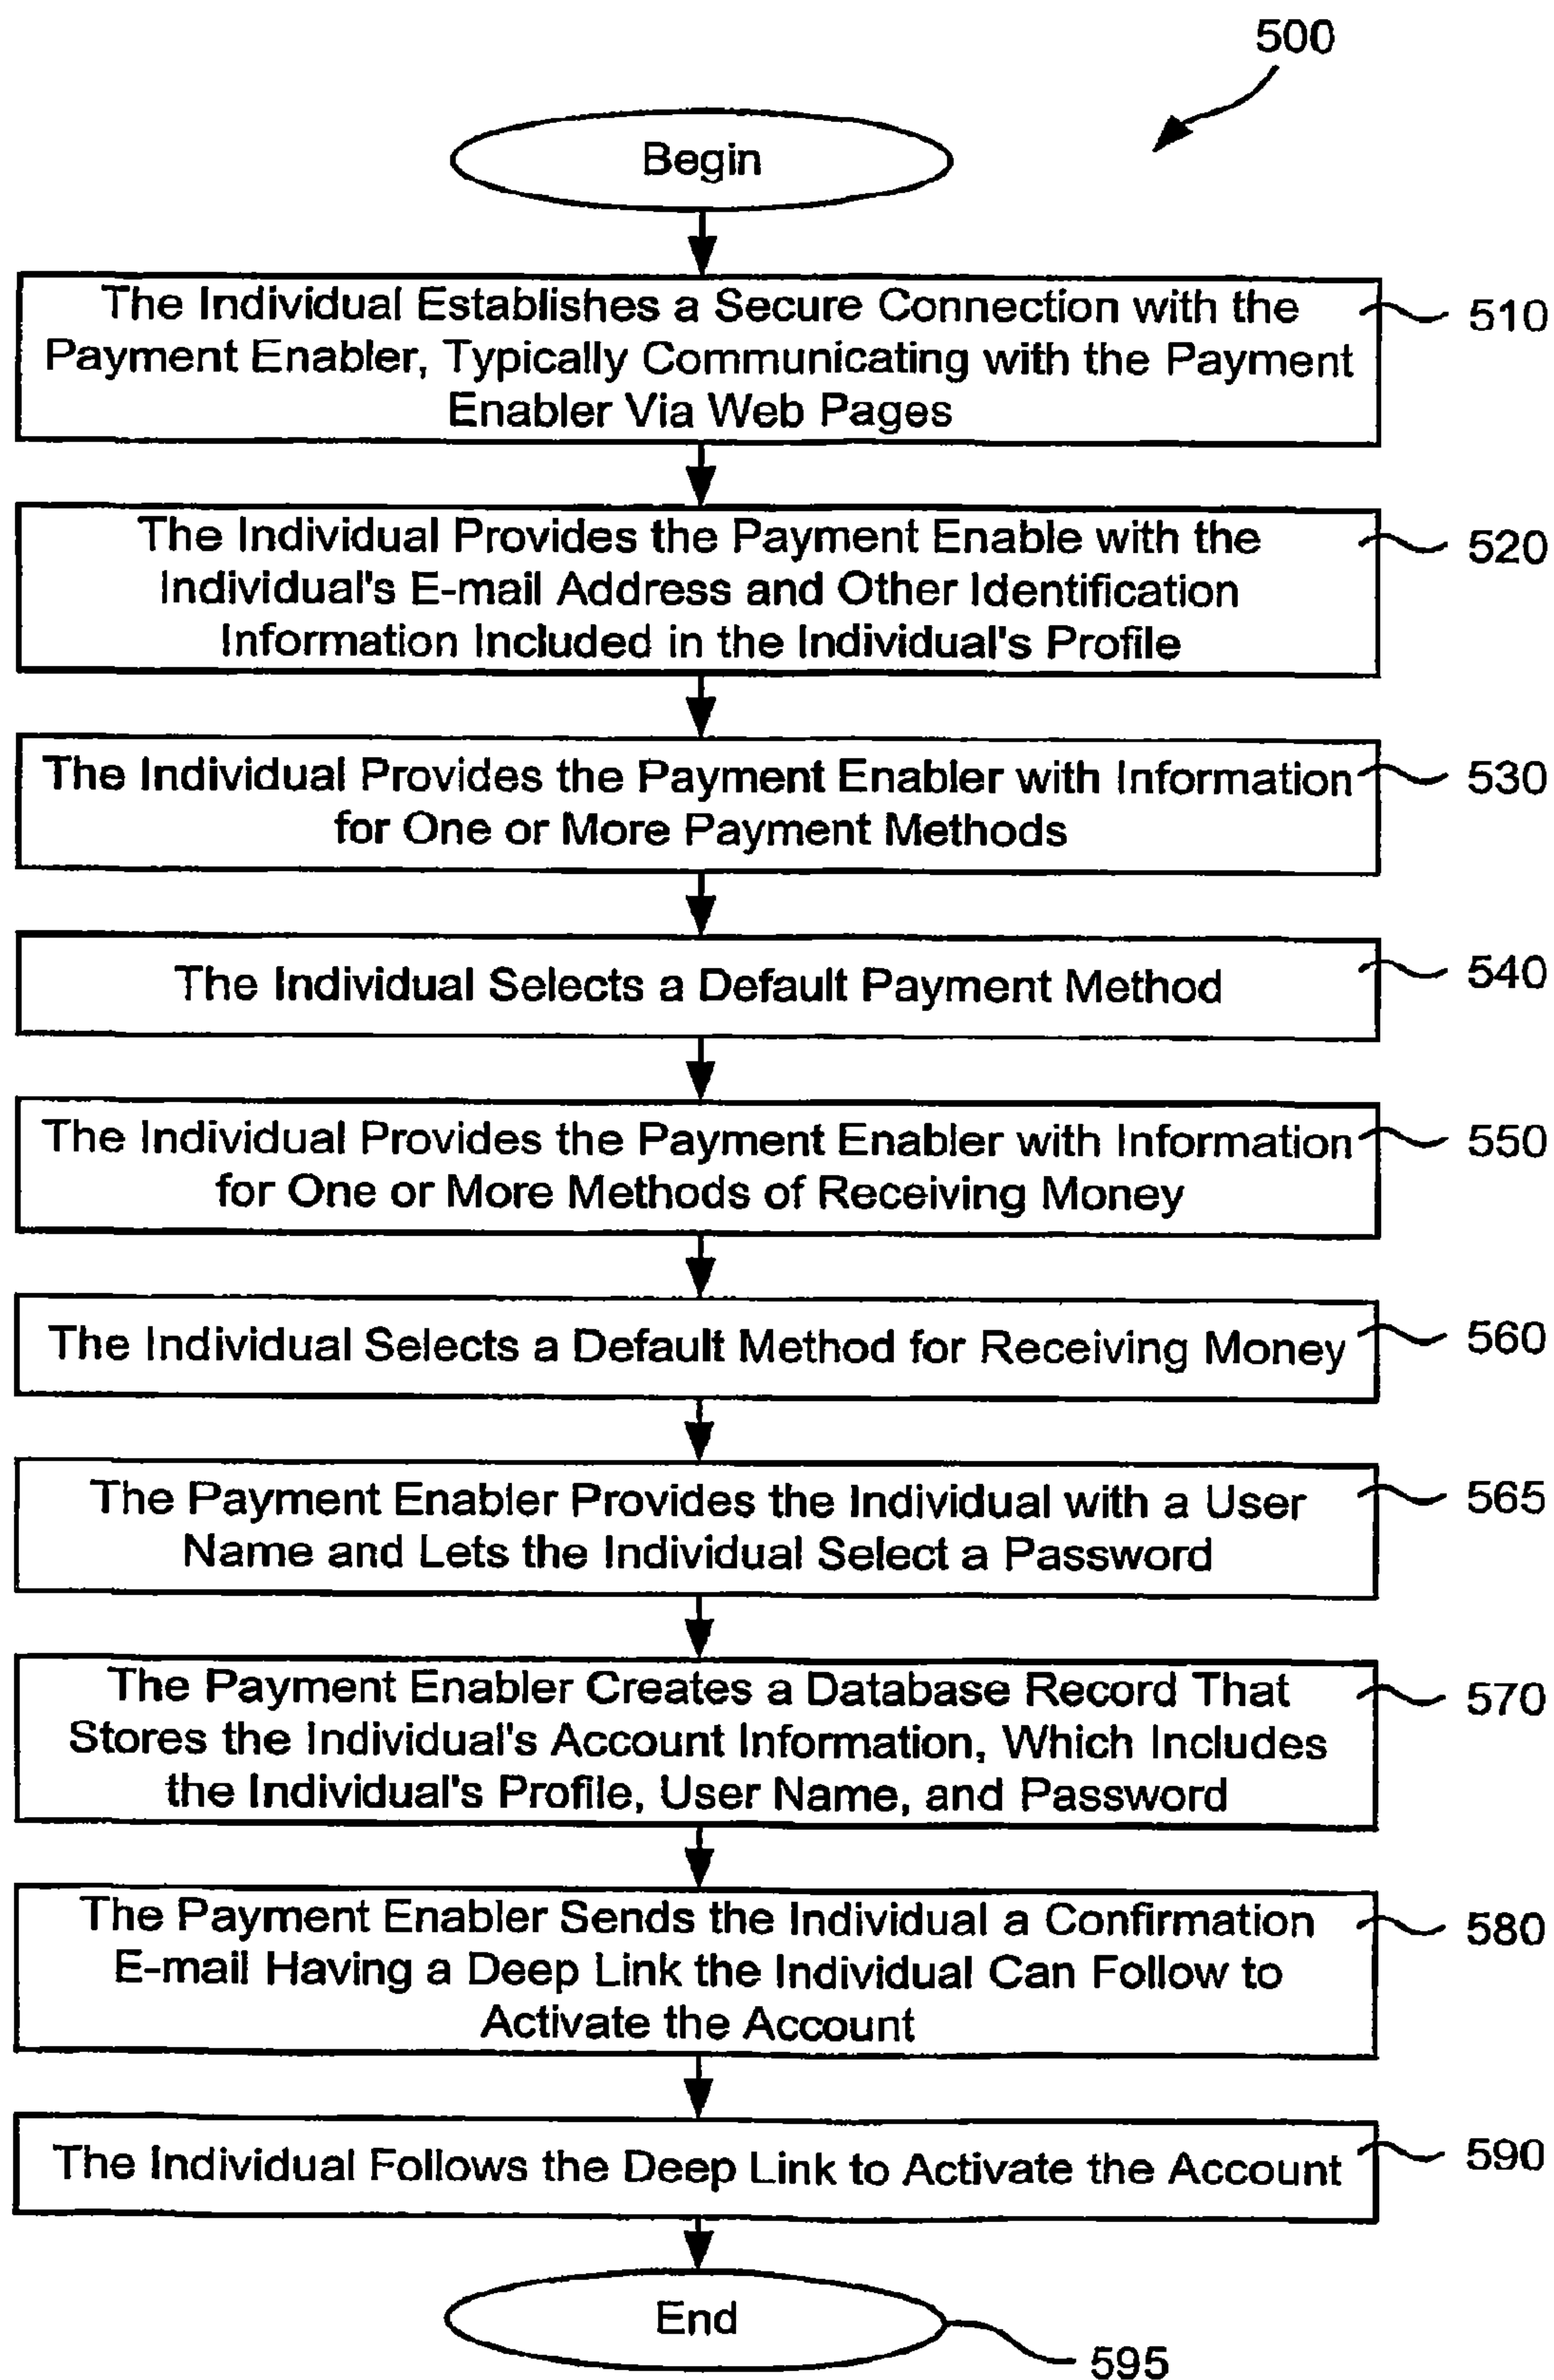 500
Begin
The Individual Establishes a Secure Connection with the
Payment Enabler, Typically Communicating with the Payment
Enabler Via Web Pages
510
The Individual Provides the Payment Enable with the
Individual's E-mail Address and Other Identification
Information Included in the Individual's Profile
520
The Individual Provides the Payment Enabler with Information
for One or More Payment Methods
530
The Individual Selects a Default Payment Method
540
The Individual Provides the Payment Enabler with Information
for One or More Methods of Receiving Money
550
The Individual Selects a Default Method for Receiving Money
560
The Payment Enabler Provides the Individual with a User
Name and Lets the Individual Select a Password
565
The Payment Enabler Creates a Database Record That
Stores the Individual's Account Information, Which Includes
the Individual's Profile, User Name, and Password
570
The Payment Enabler Sends the Individual a Confirmation
E-mail Having a Deep Link the Individual Can Follow to
Activate the Account
580
The Individual Follows the Deep Link to Activate the Account
590
End
595